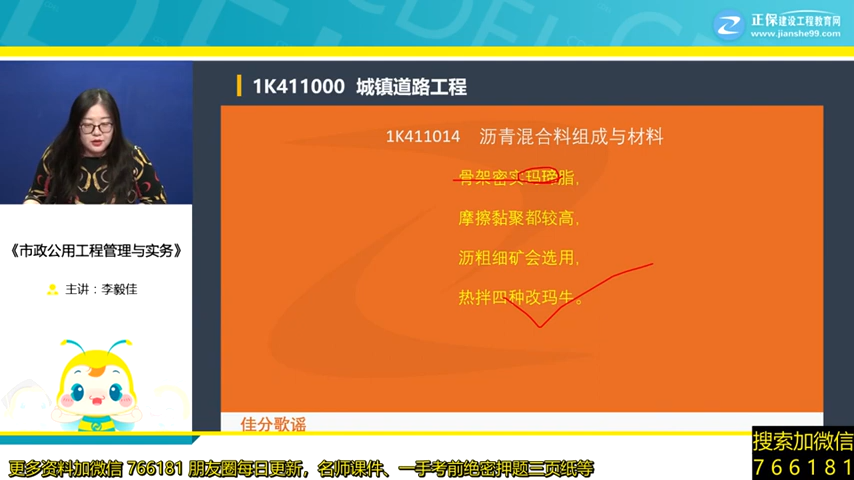 正保建设工程教育网
www.jianshe99.com
1K411000 城镇道路工程
1K411014 沥青混合料组成与材料
骨架密实玛蹄脂，
摩擦黏聚都较高，
沥粗细矿会选用，
热拌四种改玛牛。
《市政公用工程管理与实务》
主讲：李毅佳
佳分歌谣
搜索加微信
766181
更多资料加微信 766181 朋友圈每日更新，名师课件、一手考前绝密押题三页纸等